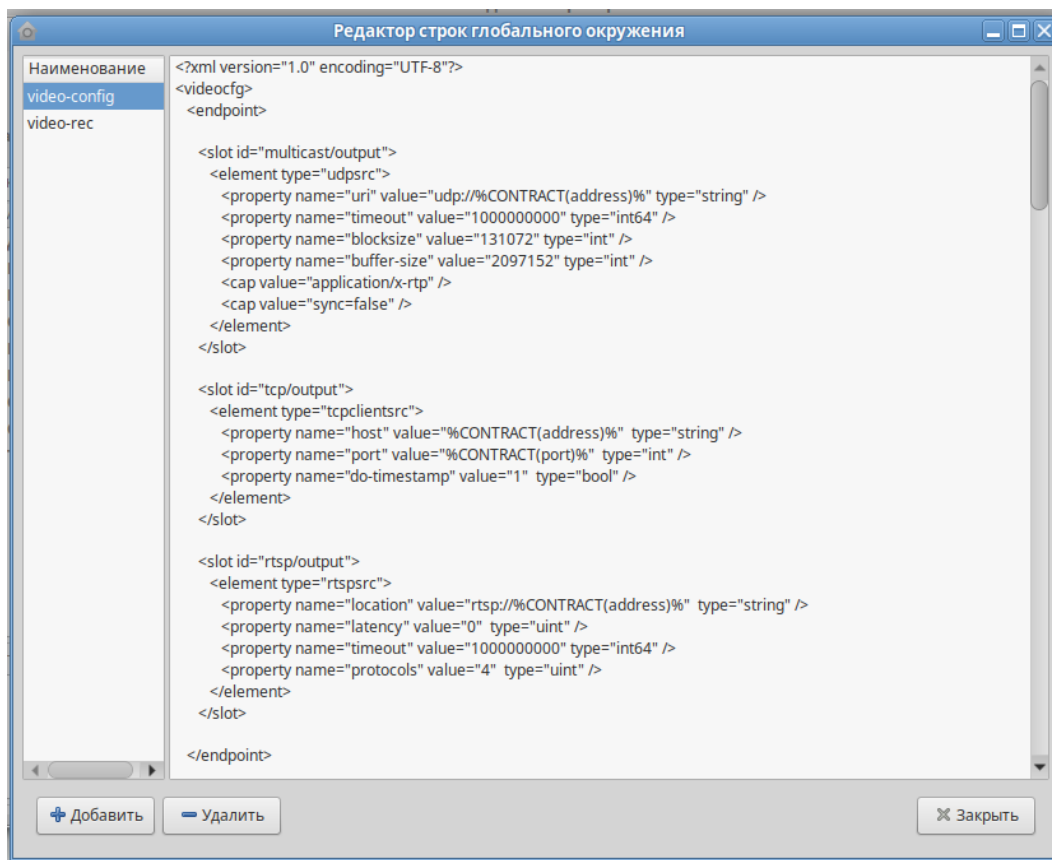 Редактор строк глобального окружения
Наименование
video-config
video-rec
<?xml version="1.0" encoding="UTF-8"?>
<videocfg>
<endpoint>
<slot id="multicast/output">
<element type="udpsrc">
<property name="uri" value="udp://%CONTRACT(address)%" type="string" />
<property name="timeout" value="1000000000" type="int64" />
<property name="blocksize" value="131072" type="int" />
<property name="buffer-size" value="2097152" type="int" />
<cap value="application/x-rtp" />
<cap value="sync=false" />
</element>
</slot>
<slot id="tcp/output">
<element type="tcpclientsrc">
<property name="host" value="%CONTRACT(address)%"  type="string" />
<property name="port" value="%CONTRACT(port)%"  type="int" />
<property name="do-timestamp" value="1"  type="bool" />
</element>
</slot>
<slot id="rtsp/output">
<element type="rtspsrc">
<property name="location" value="rtsp://%CONTRACT(address)%"  type="string" />
<property name="latency" value="0"  type="uint" />
<property name="timeout" value="1000000000" type="int64" />
<property name="protocols" value="4"  type="uint" />
</element>
</slot>
</endpoint>
Добавить
Удалить
Закрыть